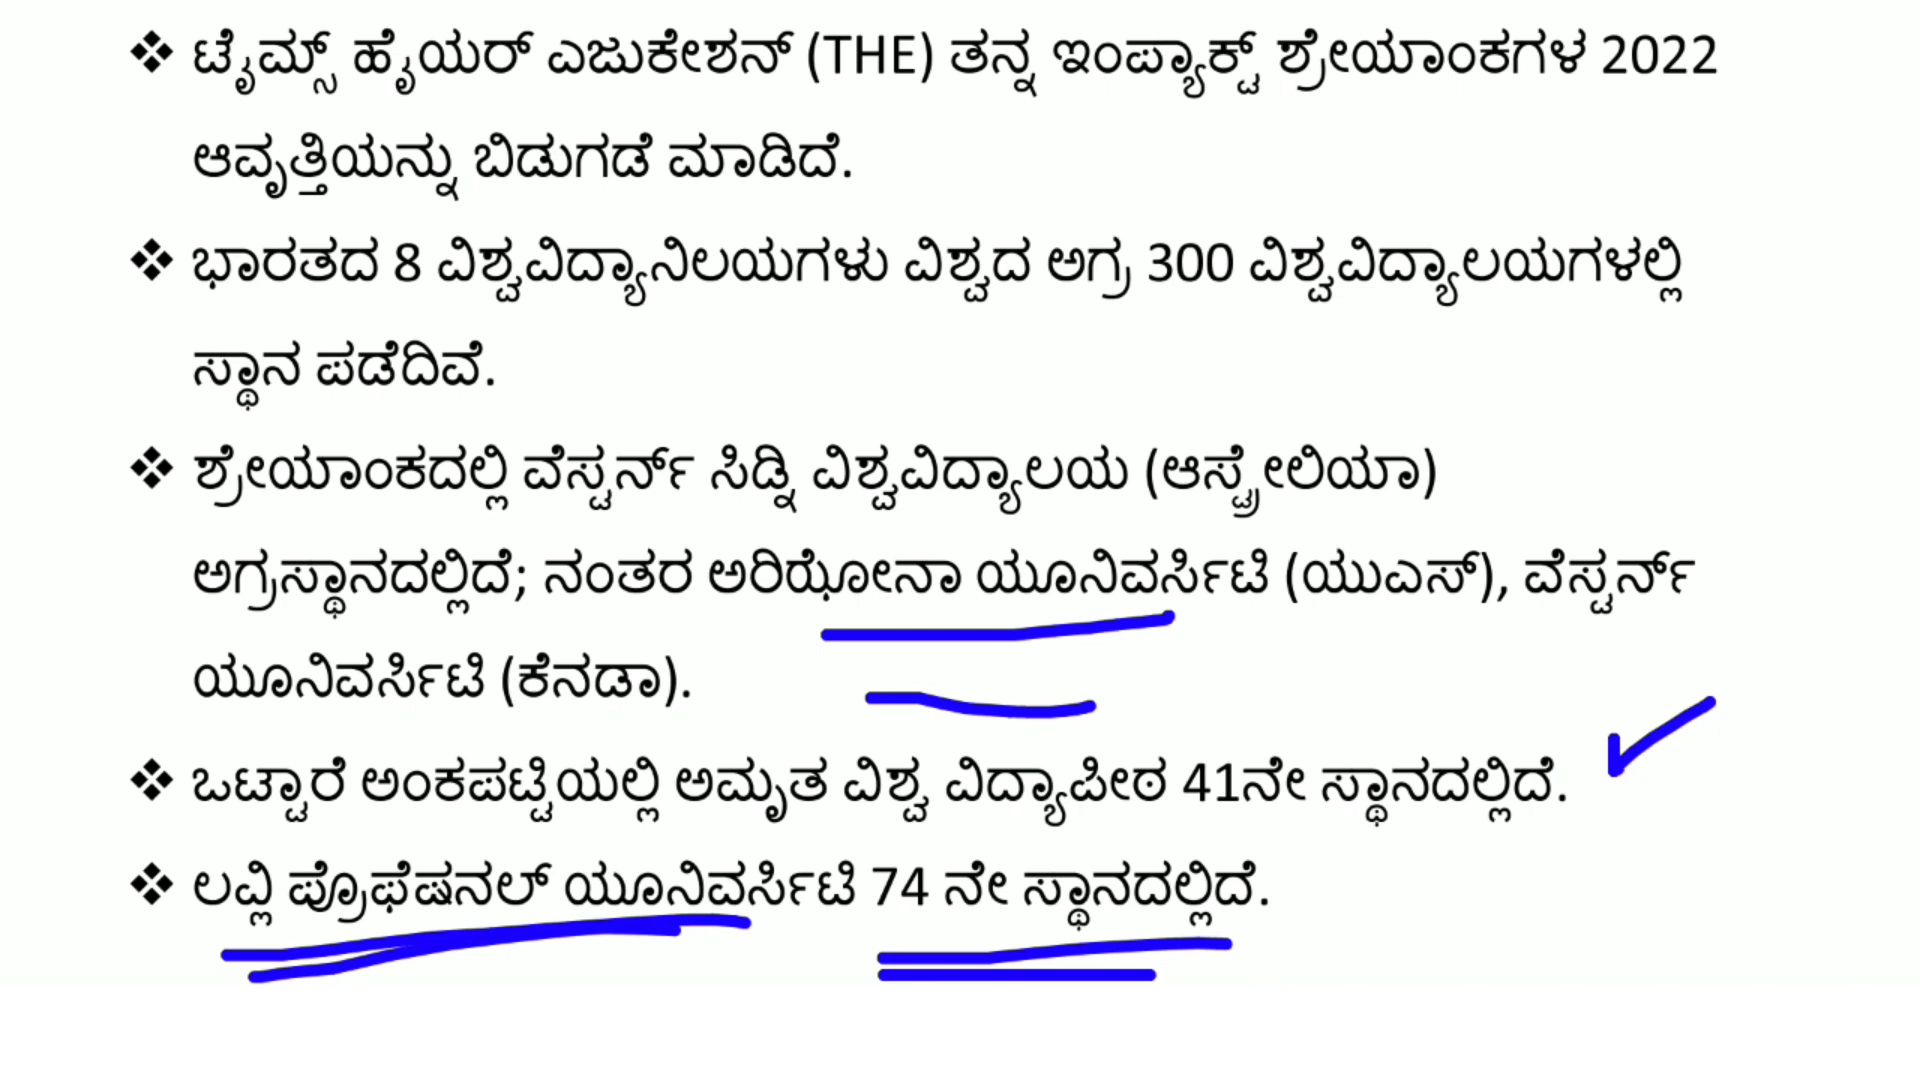 ❖ ಟೈಮ್ಸ್ ಹೈಯರ್ ಎಜುಕೇಶನ್ (THE) ತನ್ನ ಇಂಪ್ಯಾಕ್ಟ್ ಶ್ರೇಯಾಂಕಗಳ 2022
ಆವೃತ್ತಿಯನ್ನು ಬಿಡುಗಡೆ ಮಾಡಿದೆ.
❖ ಭಾರತದ 8 ವಿಶ್ವವಿದ್ಯಾನಿಲಯಗಳು ವಿಶ್ವದ ಅಗ್ರ 300 ವಿಶ್ವವಿದ್ಯಾಲಯಗಳಲ್ಲಿ
ಸ್ಥಾನ ಪಡೆದಿವೆ.
❖ ಶ್ರೇಯಾಂಕದಲ್ಲಿ ವೆಸ್ಟರ್ನ್ ಸಿಡ್ನಿ ವಿಶ್ವವಿದ್ಯಾಲಯ (ಆಸ್ಟ್ರೇಲಿಯಾ)
ಅಗ್ರಸ್ಥಾನದಲ್ಲಿದೆ; ನಂತರ ಅರಿಝೋನಾ ಯೂನಿವರ್ಸಿಟಿ (ಯುಎಸ್), ವೆಸ್ಟರ್ನ್
ಯೂನಿವರ್ಸಿಟಿ (ಕೆನಡಾ).
❖ ಒಟ್ಟಾರೆ ಅಂಕಪಟ್ಟಿಯಲ್ಲಿ ಅಮೃತ ವಿಶ್ವ ವಿದ್ಯಾಪೀಠ 41ನೇ ಸ್ಥಾನದಲ್ಲಿದೆ.
❖ ಲವ್ಲಿ ಪ್ರೊಫೆಷನಲ್ ಯೂನಿವರ್ಸಿಟಿ 74 ನೇ ಸ್ಥಾನದಲ್ಲಿದೆ.